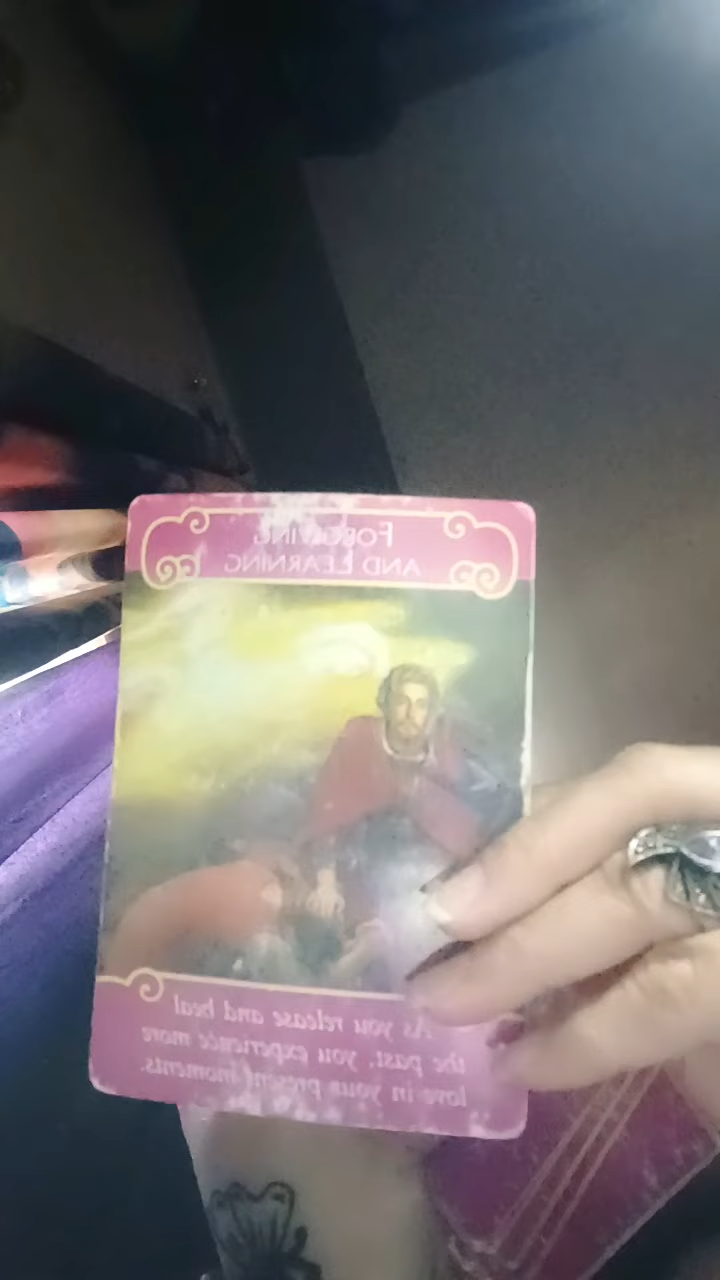 FORGIVING
AND LEARNING
As you release and heal
the past, you experience more
love in your present moments.